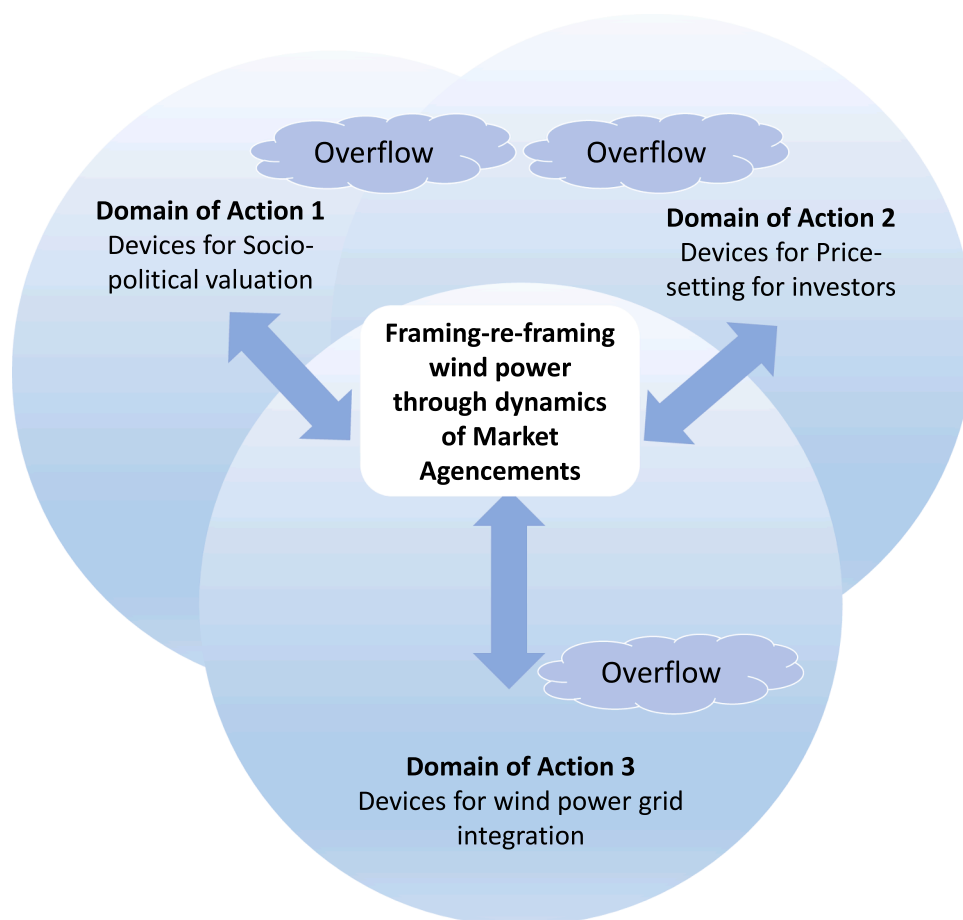 Overflow
Overflow
Domain of Action 1
Devices for Socio-
political valuation
Domain of Action 2
Devices for Price-
setting for investors
Framing-re-framing
wind power
through dynamics
of Market
Agencements
Overflow
Domain of Action 3
Devices for wind power grid
integration